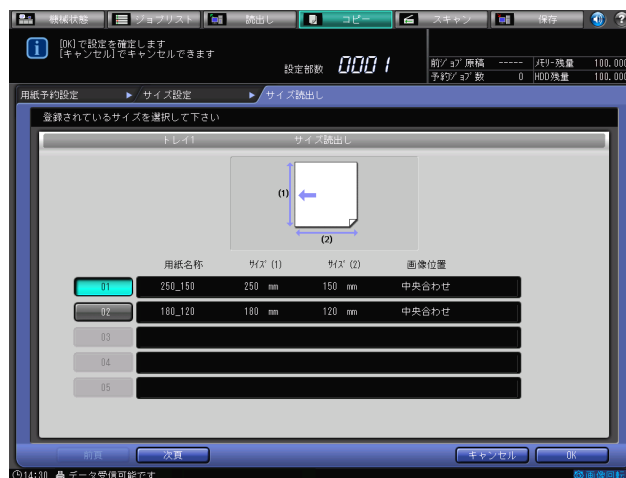 機械状態 ジョブリスト 読出し コピー スキャン 保存 ?
[OK]で設定を確定します
[キャンセル]でキャンセルできます
設定部数 0001
前ジョブ原稿 ----- メモリー残量 100.000
予約ジョブ数 0 HDD残量 100.000
用紙予約設定 サイズ設定 サイズ読出し
登録されているサイズを選択して下さい
トレイ1 サイズ読出し
(1)
(2)
用紙名称 サイズ (1) サイズ (2) 画像位置
01 250_150 250 mm 150 mm 中央合わせ
02 180_120 180 mm 120 mm 中央合わせ
03
04
05
前頁 次頁 キャンセル OK
14:30 データ受信可能です 画像回転